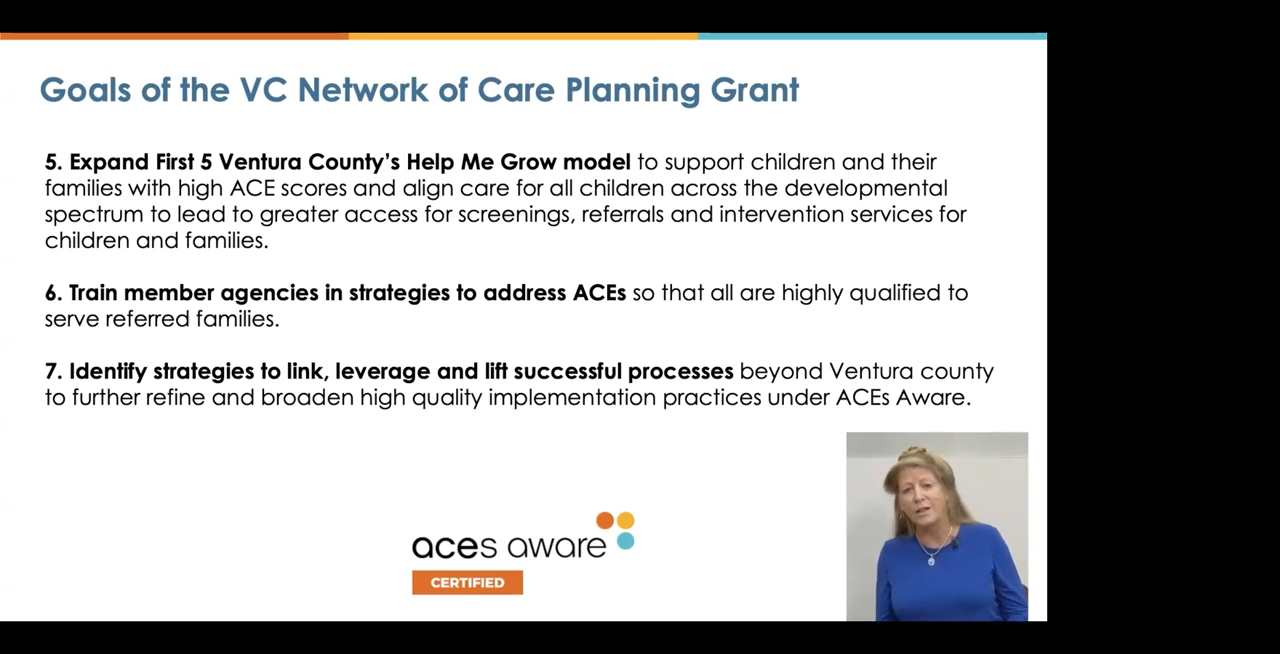 Goals of the VC Network of Care Planning Grant
5. Expand First 5 Ventura County's Help Me Grow model to support children and their
families with high ACE scores and align care for all children across the developmental
spectrum to lead to greater access for screenings, referrals and intervention services for
children and families.
6. Train member agencies in strategies to address ACEs so that all are highly qualified to
serve referred families.
7. Identify strategies to link, leverage and lift successful processes beyond Ventura county
to further refine and broaden high quality implementation practices under ACEs Aware.
aces aware
CERTIFIED